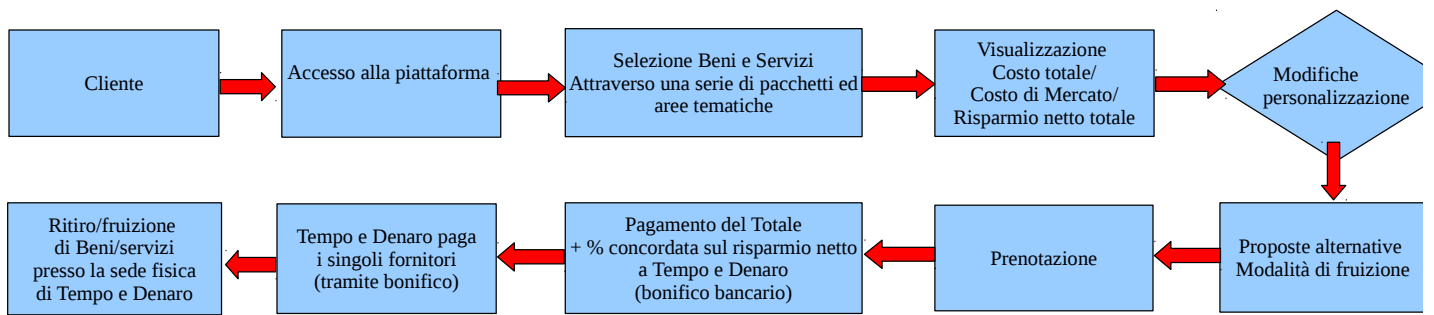 Cliente
Accesso alla piattaforma
Selezione Beni e Servizi
Attraverso una serie di pacchetti ed
aree tematiche
Visualizzazione
Costo totale/
Costo di Mercato/
Risparmio netto totale
Modifiche
personalizzazione
Proposte alternative
Modalità di fruizione
Prenotazione
Pagamento del Totale
+ % concordata sul risparmio netto
a Tempo e Denaro
(bonifico bancario)
Tempo e Denaro paga
i singoli fornitori
(tramite bonifico)
Ritiro/fruizione
di Beni/servizi
presso la sede fisica
di Tempo e Denaro